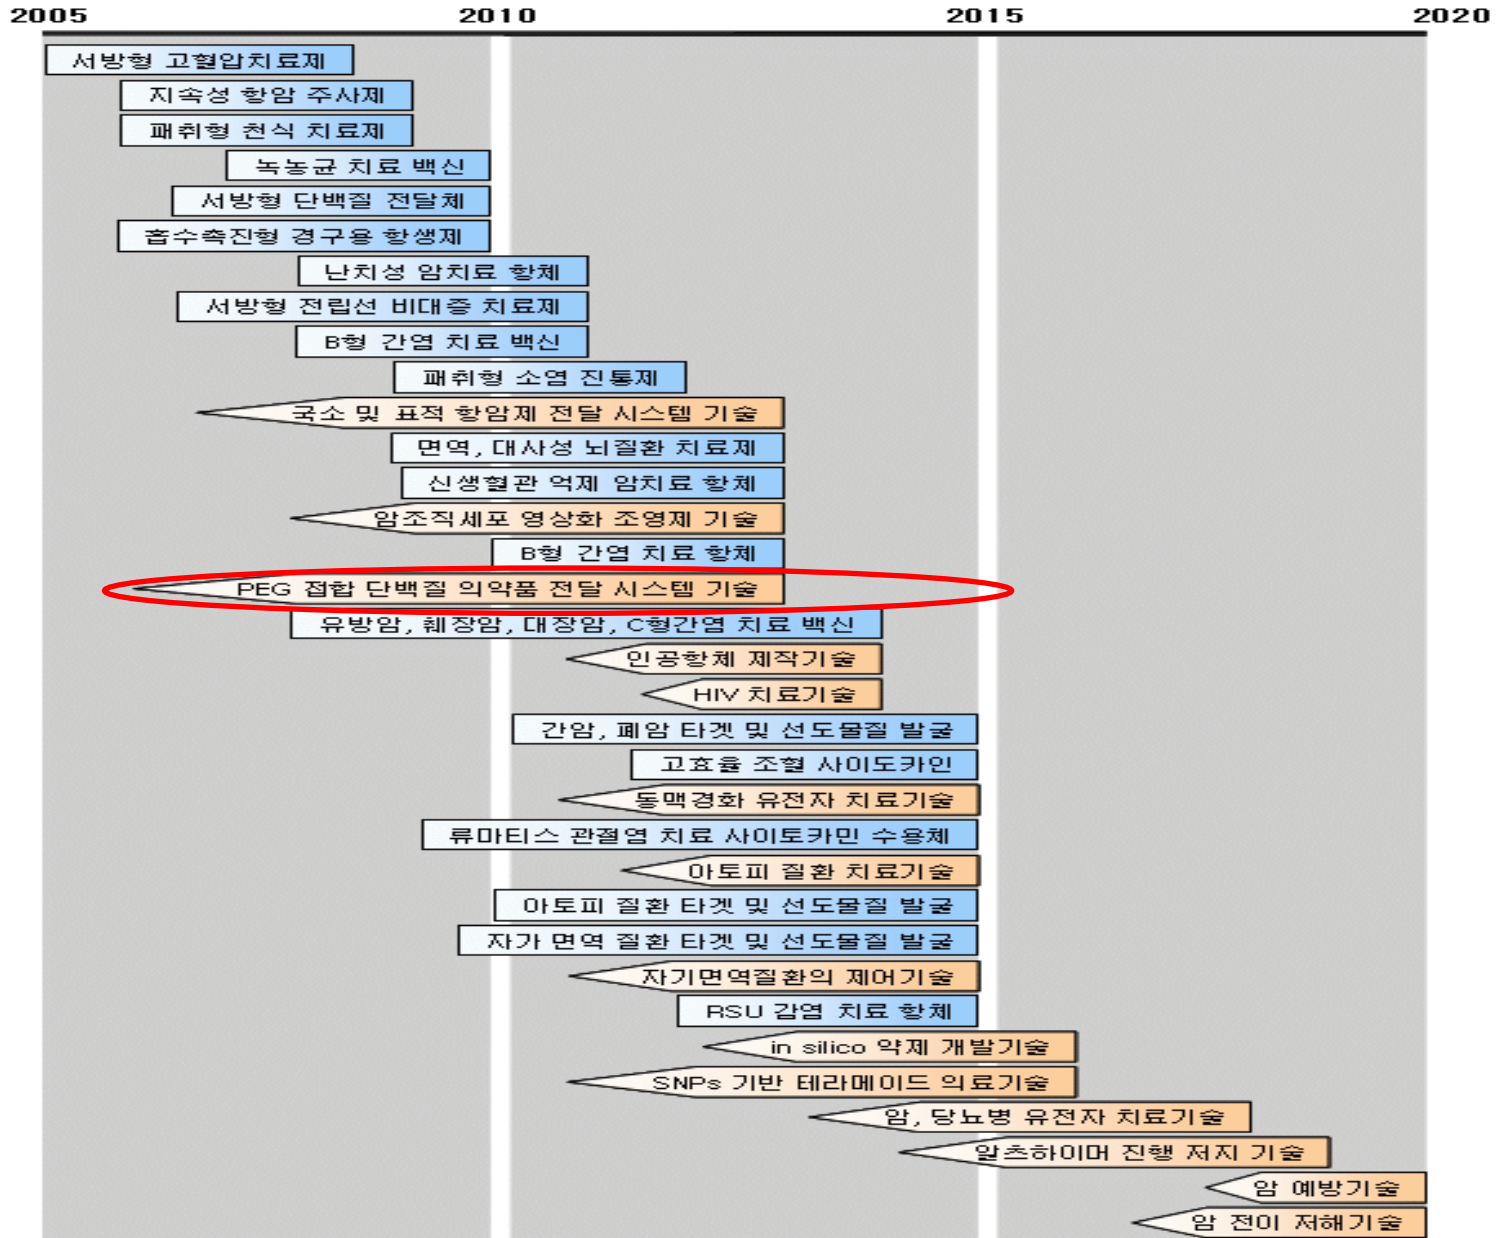 2005 2010 2015 2020
서방형 고혈압치료제
지속성 항암 주사제
패취형 천식 치료제
녹농균 치료 백신
서방형 단백질 전달체
흡수촉진형 경구용 항생제
난치성 암치료 항체
서방형 전립선 비대증 치료제
B형 간염 치료 백신
패취형 소염 진통제
국소 및 표적 항암제 전달 시스템 기술
면역, 대사성 뇌질환 치료제
신생혈관 억제 암치료 항체
암조직세포 영상화 조영제 기술
B형 간염 치료 항체
PEG 접합 단백질 의약품 전달 시스템 기술
유방암, 췌장암, 대장암, C형간염 치료 백신
인공항체 제작기술
HIV 치료기술
간암, 폐암 타겟 및 선도물질 발굴
고효율 조혈 사이토카인
동맥경화 유전자 치료기술
류마티스 관절염 치료 사이토카민 수용체
아토피 질환 치료기술
아토피 질환 타겟 및 선도물질 발굴
자가 면역 질환 타겟 및 선도물질 발굴
자기면역질환의 제어기술
RSU 감염 치료 항체
in silico 약제 개발기술
SNPs 기반 테라메이드 의료기술
암, 당뇨병 유전자 치료기술
알츠하이머 진행 저지 기술
암 예방기술
암 전이 저해기술